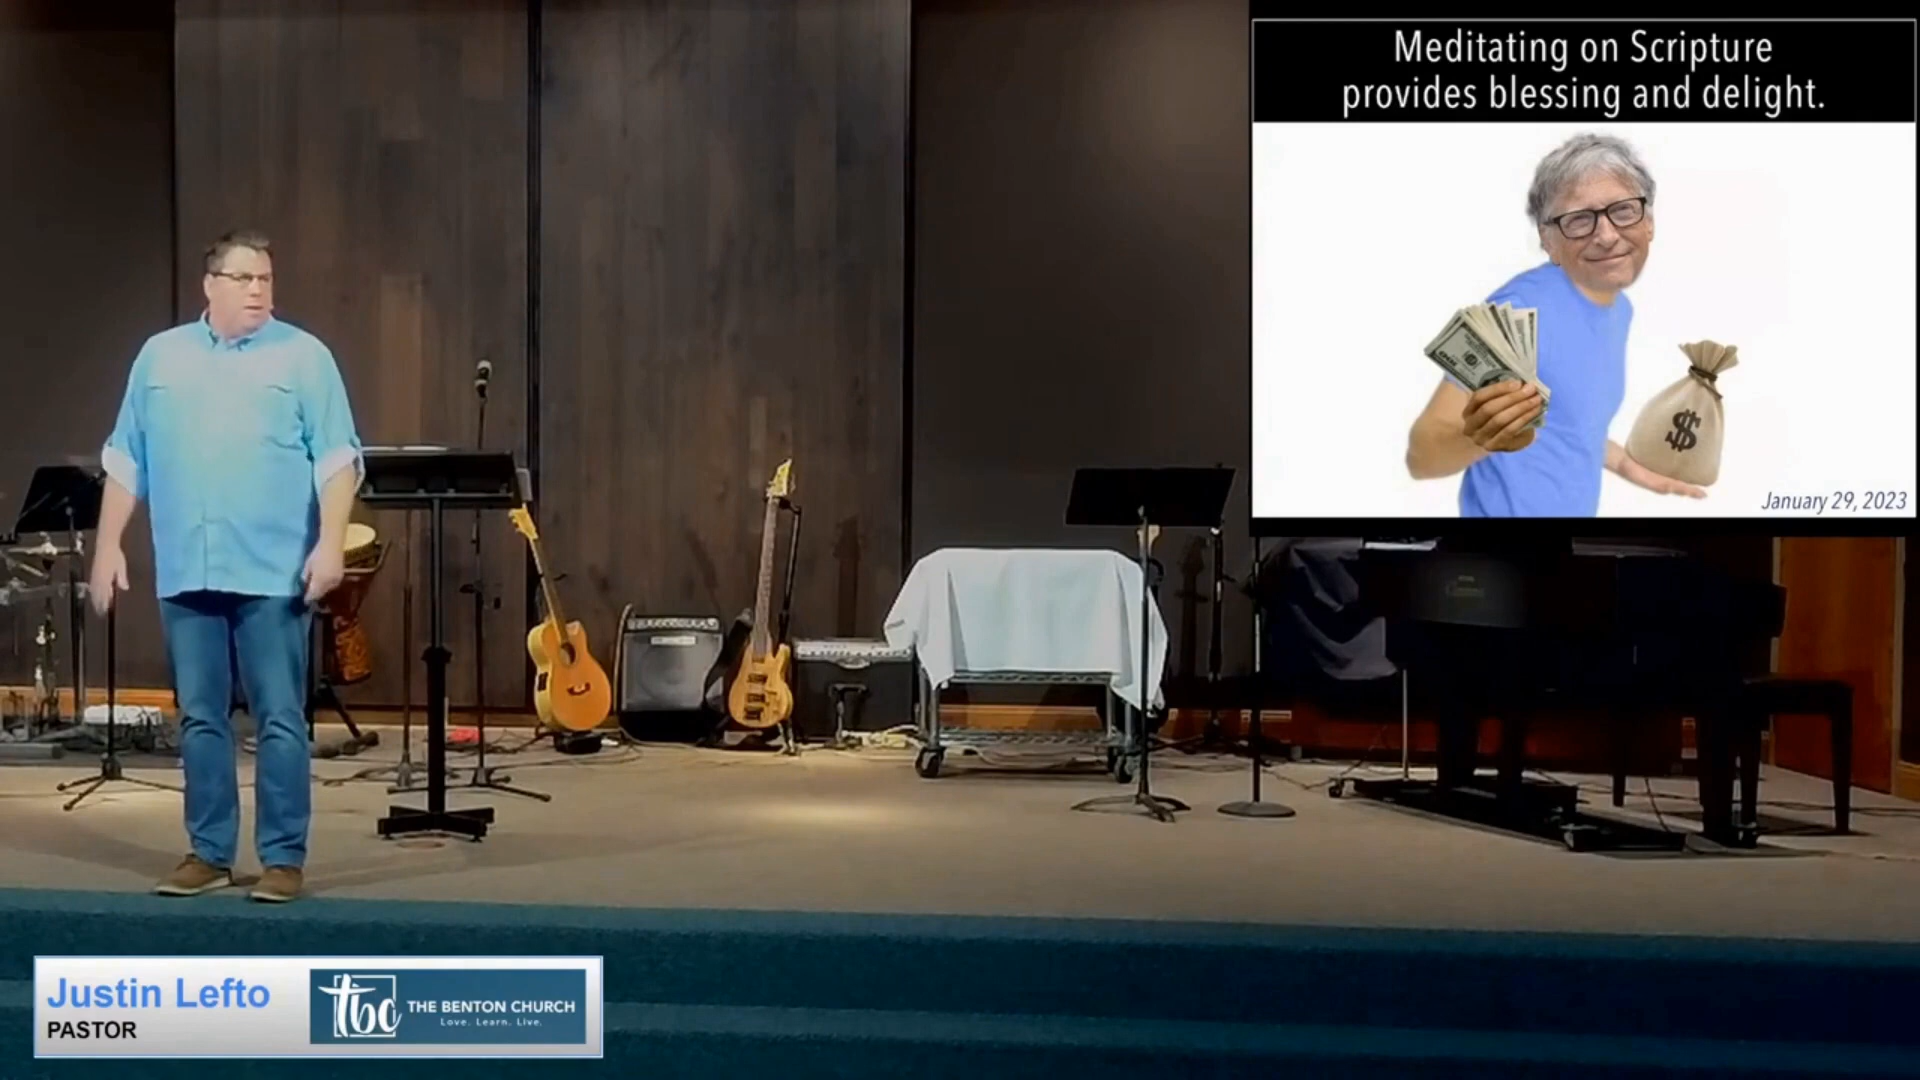 Meditating on Scripture
provides blessing and delight.
$
January 29, 2023
Justin Lefto
PASTOR
tbc
THE BENTON CHURCH
Love. Learn. Live.